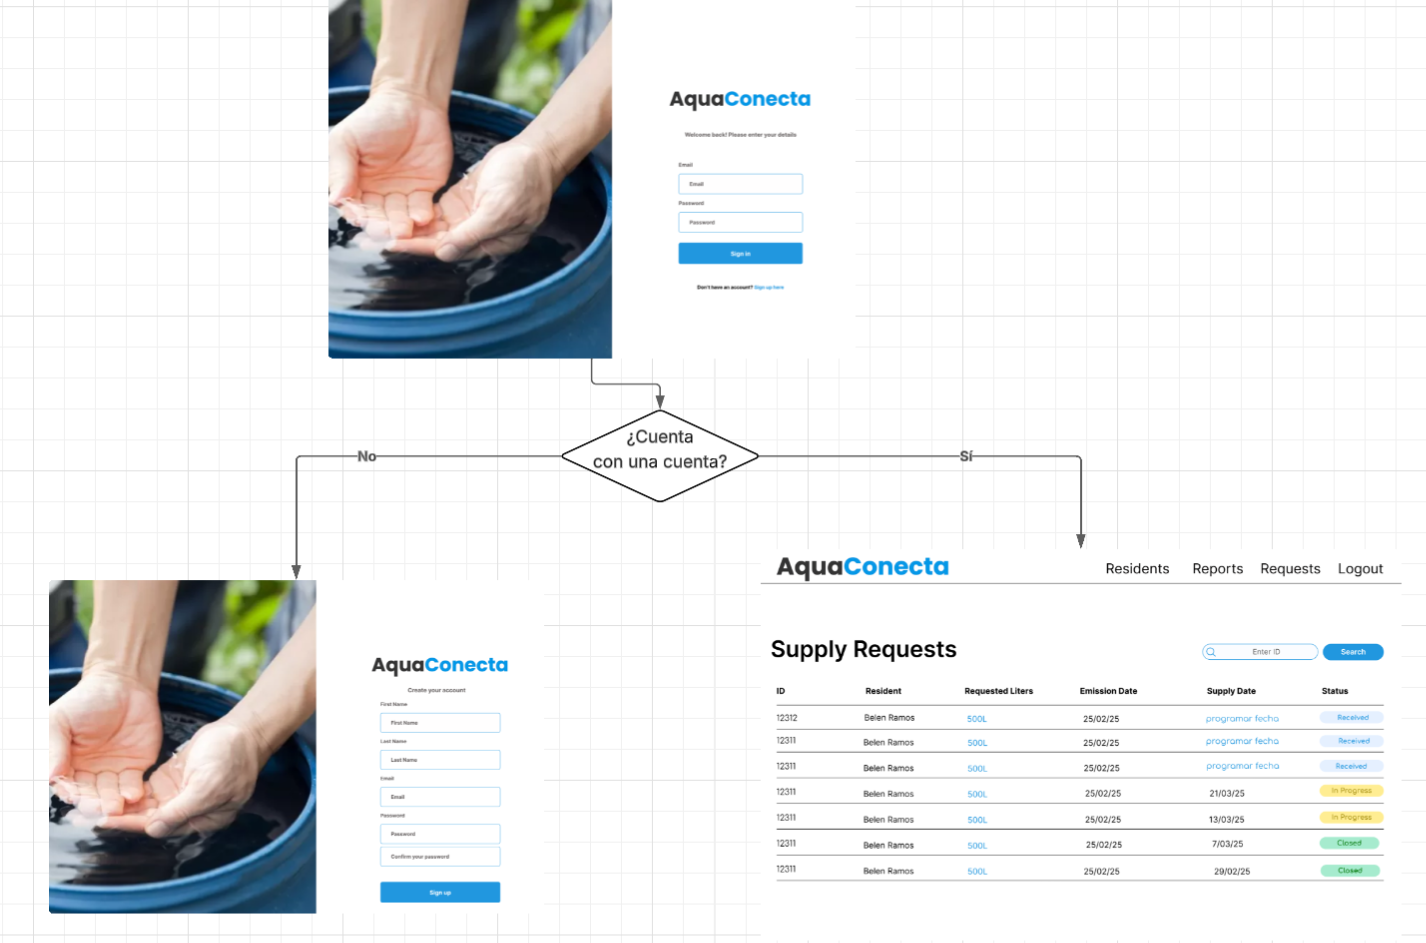 AquaConecta
Welcome back! Please enter your details
Email
Email
Password
Password
Sign in
Don't have an account? Sign up here
¿Cuenta
con una cuenta?
No
Sí
AquaConecta
Create your account
First Name
First Name
Last Name
Last Name
Email
Email
Password
Password
Confirm your password
Sign up
AquaConecta Residents Reports Requests Logout
Supply Requests Enter ID Search
ID Resident Requested Liters Emission Date Supply Date Status
12312 Belen Ramos 500L 25/02/25 programar fecha Received
12311 Belen Ramos 500L 25/02/25 programar fecha Received
12311 Belen Ramos 500L 25/02/25 programar fecha Received
12311 Belen Ramos 500L 25/02/25 21/03/25 In Progress
12311 Belen Ramos 500L 25/02/25 13/03/25 In Progress
12311 Belen Ramos 500L 25/02/25 7/03/25 Closed
12311 Belen Ramos 500L 25/02/25 29/02/25 Closed